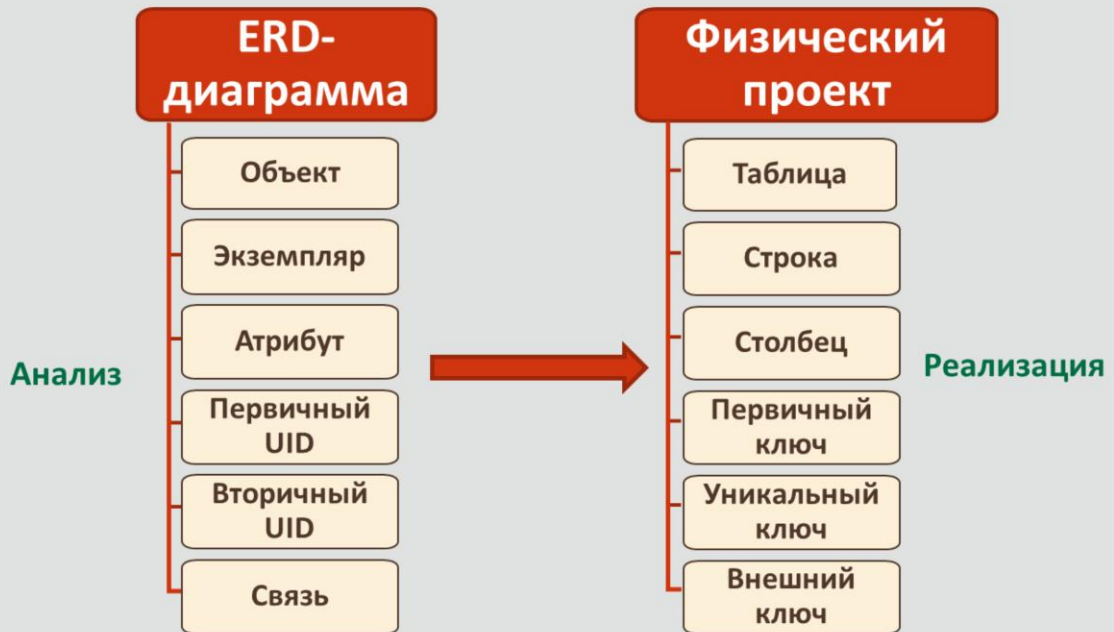 ERD-
диаграмма
Объект
Экземпляр
Атрибут
Первичный
UID
Вторичный
UID
Связь
Анализ
Физический
проект
Таблица
Строка
Столбец
Первичный
ключ
Уникальный
ключ
Внешний
ключ
Реализация